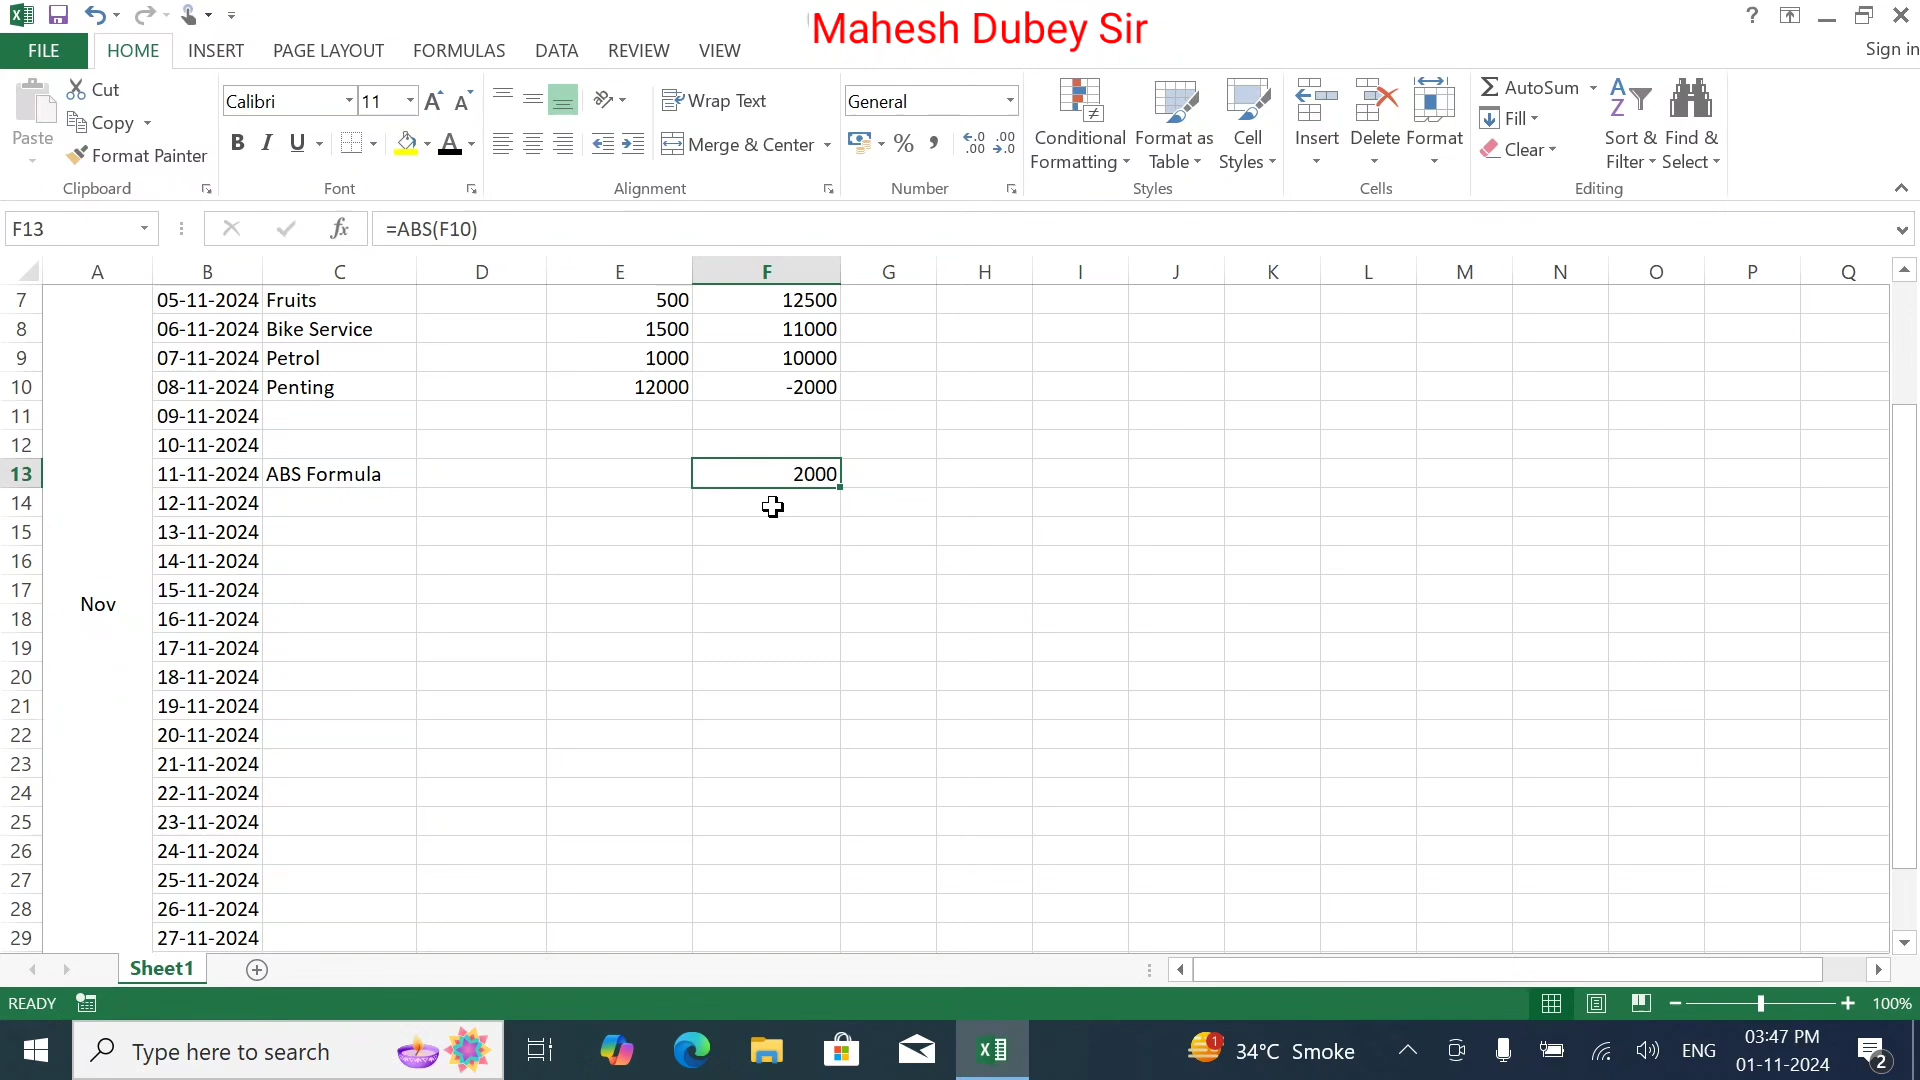 Mahesh Dubey Sir
? 
Sign in
FILE HOME INSERT PAGE LAYOUT FORMULAS DATA REVIEW VIEW
Paste
Cut
Copy
Format Painter
Clipboard
Calibri 11
B I U
Font
Wrap Text
Merge & Center
Alignment
General
%
Number
Conditional Formatting
Format as Table
Cell Styles
Styles
Insert
Delete
Format
Cells
AutoSum
Fill
Clear
Sort & Filter
Find & Select
Editing
F13 fx =ABS(F10)
A B C D E F G H I J K L M N O P Q
7 05-11-2024 Fruits 500 12500
8 06-11-2024 Bike Service 1500 11000
9 07-11-2024 Petrol 1000 10000
10 08-11-2024 Penting 12000 -2000
11 09-11-2024
12 10-11-2024
13 11-11-2024 ABS Formula 2000
14 12-11-2024
15 13-11-2024
16 14-11-2024
17 15-11-2024
Nov
18 16-11-2024
19 17-11-2024
20 18-11-2024
21 19-11-2024
22 20-11-2024
23 21-11-2024
24 22-11-2024
25 23-11-2024
26 24-11-2024
27 25-11-2024
28 26-11-2024
29 27-11-2024
Sheet1
READY
100%
Type here to search
1
34°C Smoke
ENG
03:47 PM
01-11-2024
2